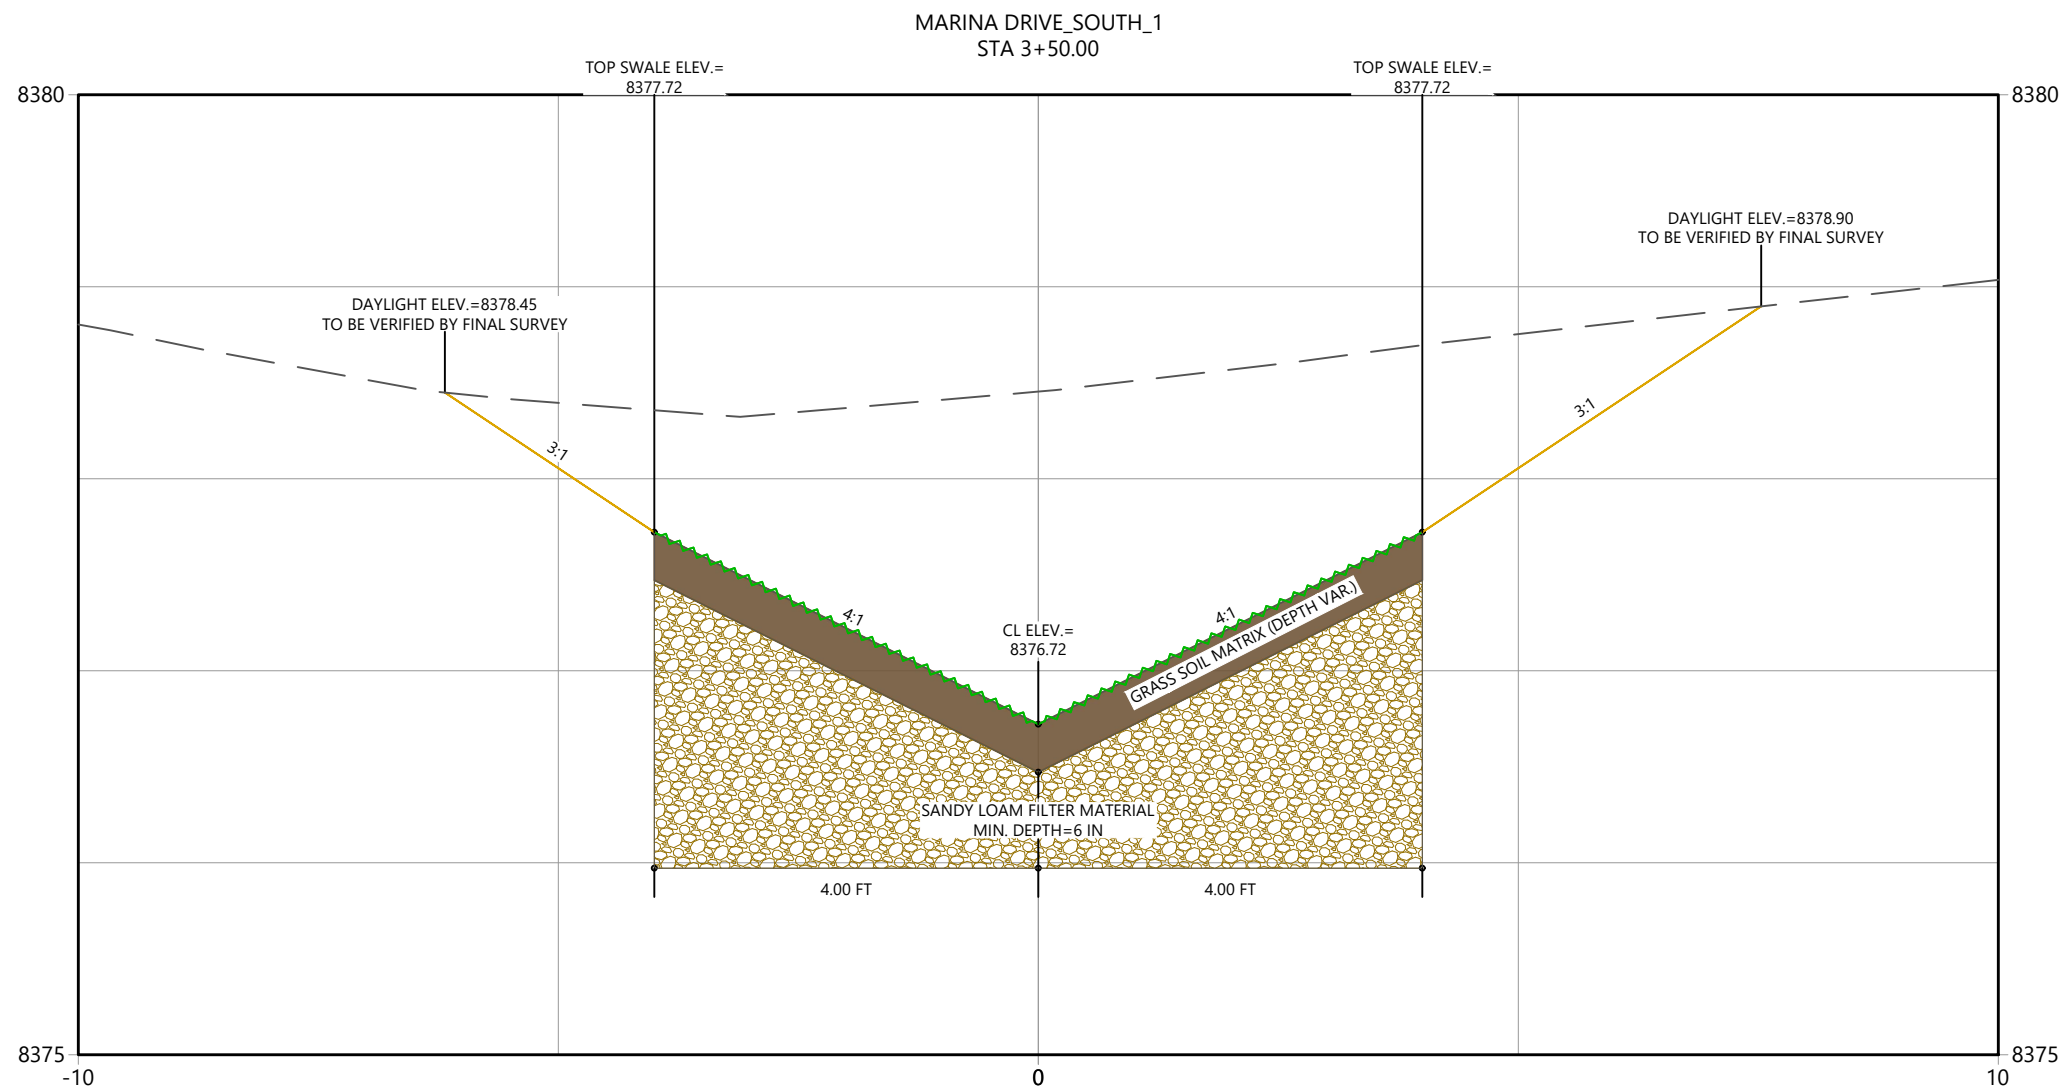 MARINA DRIVE_SOUTH_1
STA 3+50.00
TOP SWALE ELEV.=
8377.72
TOP SWALE ELEV.=
8377.72
8380
8380
DAYLIGHT ELEV.=8378.90
TO BE VERIFIED BY FINAL SURVEY
DAYLIGHT ELEV.=8378.45
TO BE VERIFIED BY FINAL SURVEY
3:1
3:1
4:1
4:1
GRASS SOIL MATRIX (DEPTH VAR.)
CL ELEV.=
8376.72
SANDY LOAM FILTER MATERIAL
MIN. DEPTH=6 IN
4.00 FT
4.00 FT
8375
8375
-10
0
10